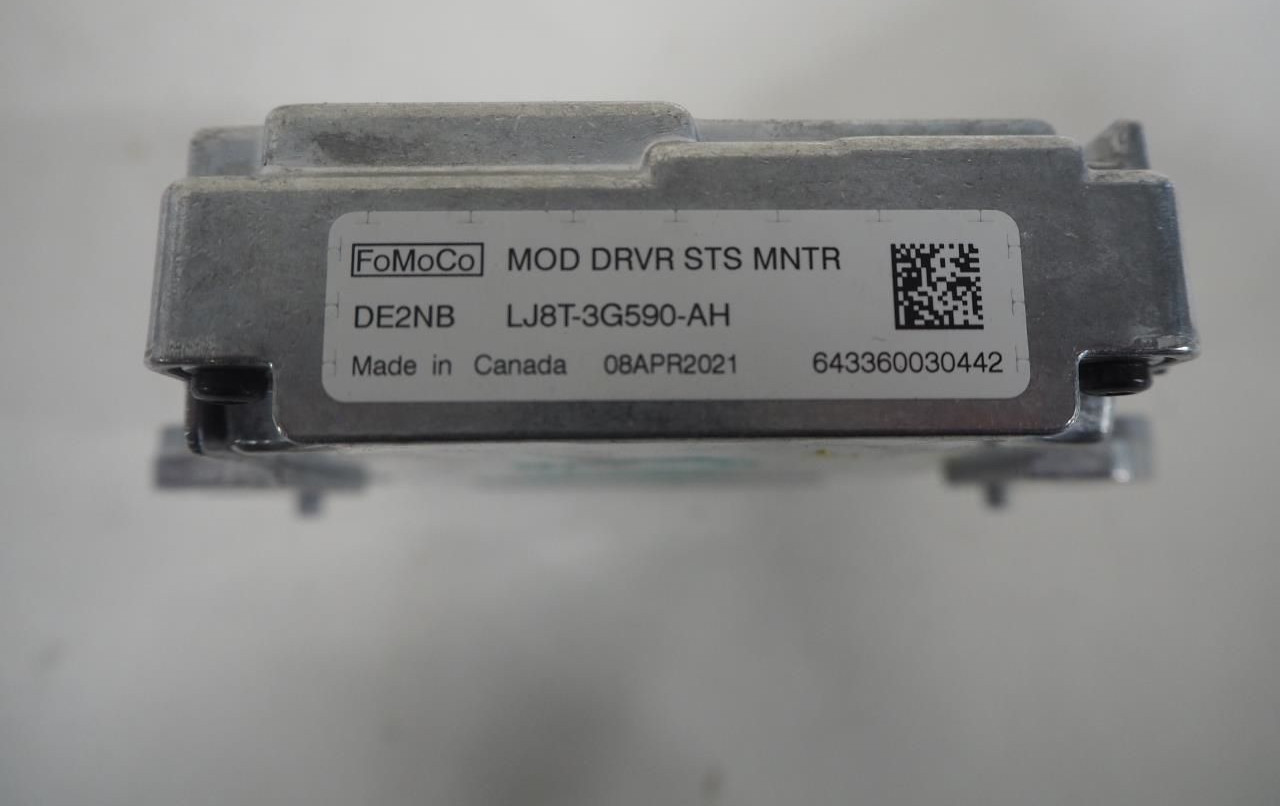 FoMoCo MOD DRVR STS MNTR
DE2NB LJ8T-3G590-AH
Made in Canada 08APR2021 643360030442